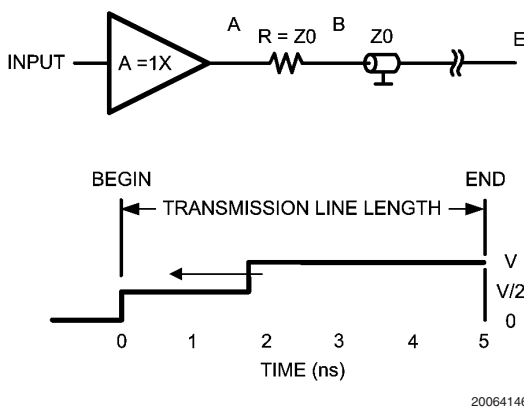 A
B
R = Z0
Z0
E
INPUT
A =1X
BEGIN
END
TRANSMISSION LINE LENGTH
V
V/2
0
0 1 2 3 4 5
TIME (ns)
20064146